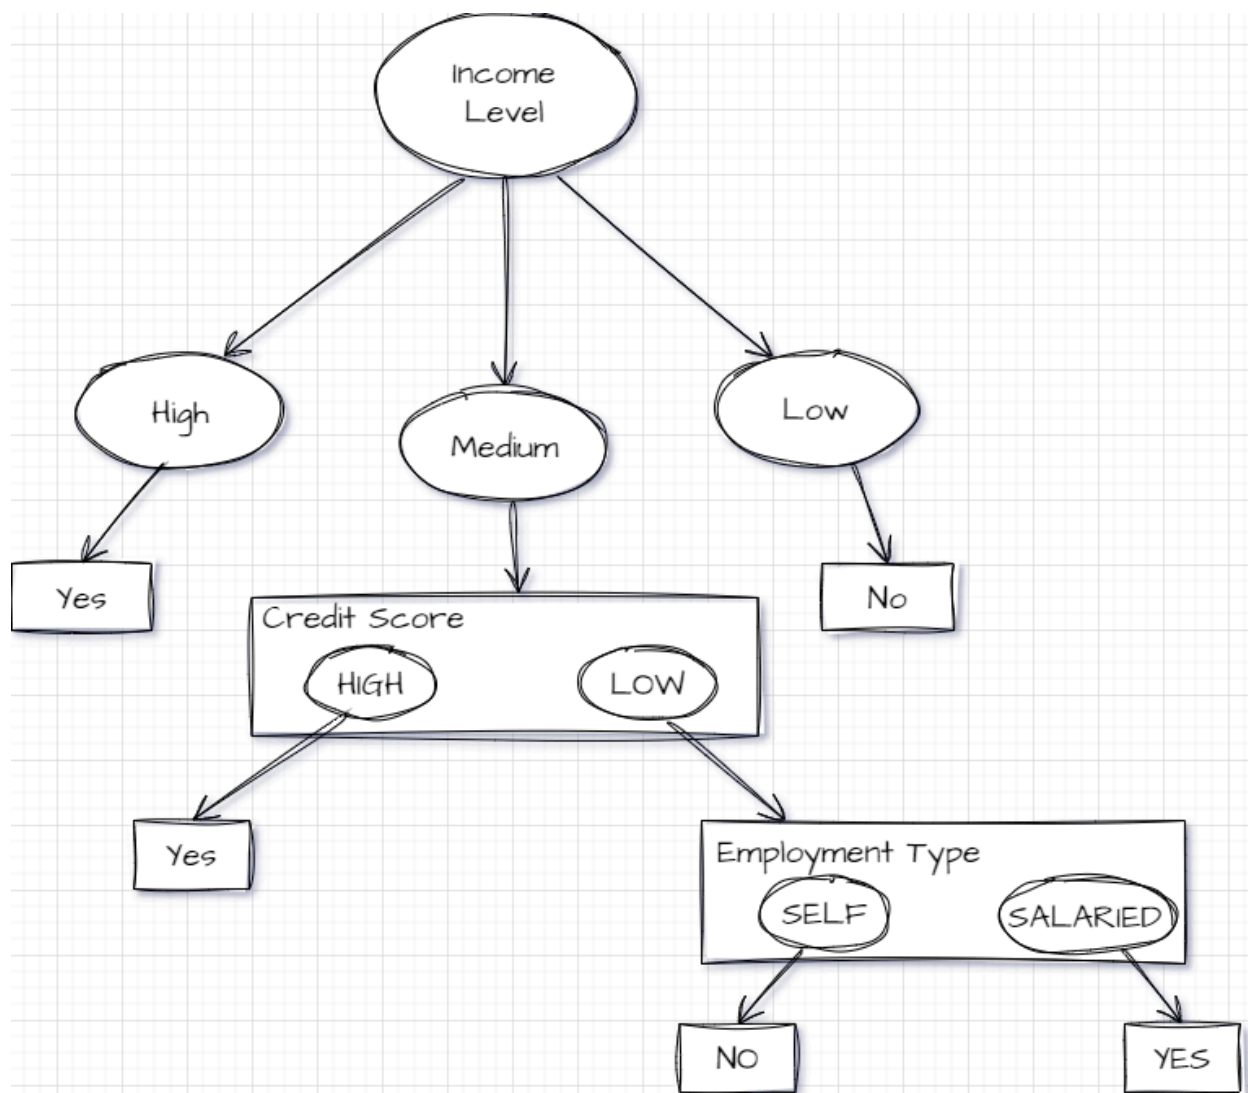 Income
Level
High
Medium
Low
Yes
Credit Score
HIGH
LOW
No
Yes
Employment Type
SELF
SALARIED
NO
YES